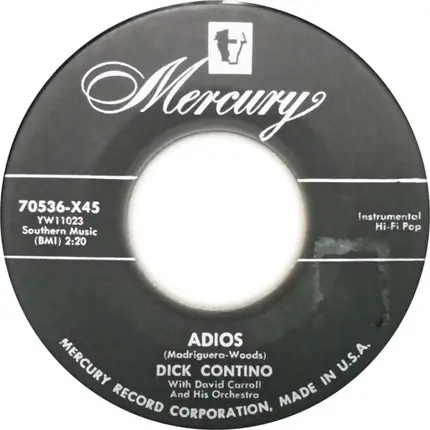 Mercury
70536-X45
YW11023
Southern Music
(BMI) 2:20
Instrumental
Hi-Fi Pop
ADIOS
(Madriguera-Woods)
DICK CONTINO
With David Carroll
And His Orchestra
MERCURY RECORD CORPORATION, MADE IN U.S.A.